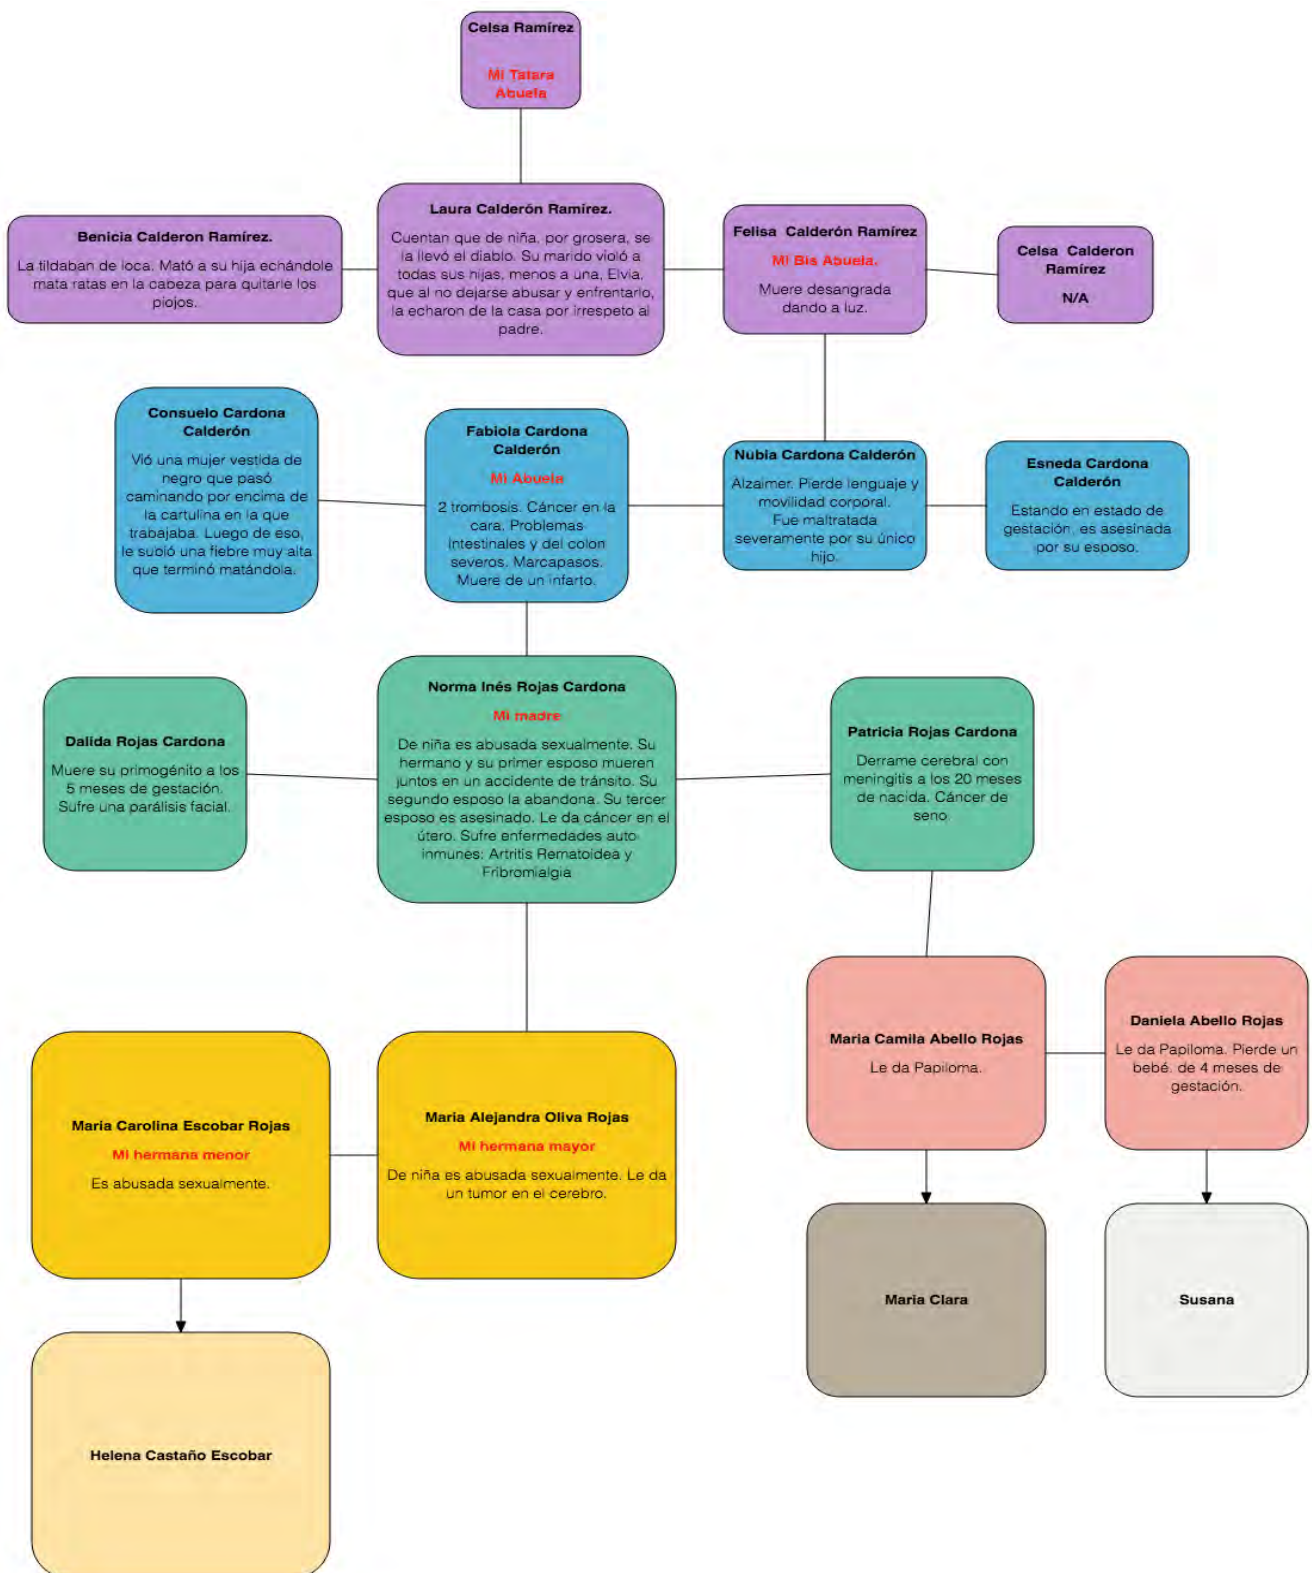 Celsa Ramírez
Mi Tatara
Abuela
Laura Calderón Ramírez.
Cuentan que de niña, por grosera, se
la llevó el diablo. Su marido violó a
todas sus hijas, menos a una, Elvia,
que al no dejarse abusar y enfrentarlo,
la echaron de la casa por irrespeto al
padre.
Benicia Calderon Ramírez.
La tildaban de loca. Mató a su hija echándole
mata ratas en la cabeza para quitarle los
piojos.
Felisa Calderón Ramírez
Mi Bis Abuela.
Muere desangrada
dando a luz.
Celsa Calderon
Ramírez
N/A
Consuelo Cardona
Calderón
Vió una mujer vestida de
negro que pasó
caminando por encima de
la cartulina en la que
trabajaba. Luego de eso,
le subió una fiebre muy alta
que terminó matándola.
Fabiola Cardona
Calderón
Mi Abuela
2 trombosis. Cáncer en la
cara. Problemas
Intestinales y del colon
severos. Marcapasos.
Muere de un infarto.
Nubia Cardona Calderón
Alzaimer. Pierde lenguaje y
movilidad corporal.
Fue maltratada
severamente por su único
hijo.
Esneda Cardona
Calderón
Estando en estado de
gestación, es asesinada
por su esposo.
Dalida Rojas Cardona
Muere su primogénito a los
5 meses de gestación.
Sufre una parálisis facial.
Norma Inés Rojas Cardona
Mi madre
De niña es abusada sexualmente. Su
hermano y su primer esposo mueren
juntos en un accidente de tránsito. Su
segundo esposo la abandona. Su tercer
esposo es asesinado. Le da cáncer en el
útero. Sufre enfermedades auto
inmunes: Artritis Rematoidea y
Fribromialgia
Patricia Rojas Cardona
Derrame cerebral con
meningitis a los 20 meses
de nacida. Cáncer de
seno
Maria Carolina Escobar Rojas
Mi hermana menor
Es abusada sexualmente.
Maria Alejandra Oliva Rojas
Mi hermana mayor
De niña es abusada sexualmente. Le da
un tumor en el cerebro.
Maria Camila Abello Rojas
Le da Papiloma.
Daniela Abello Rojas
Le da Papiloma. Pierde un
bebé, de 4 meses de
gestación.
Maria Clara
Susana
Helena Castaño Escobar